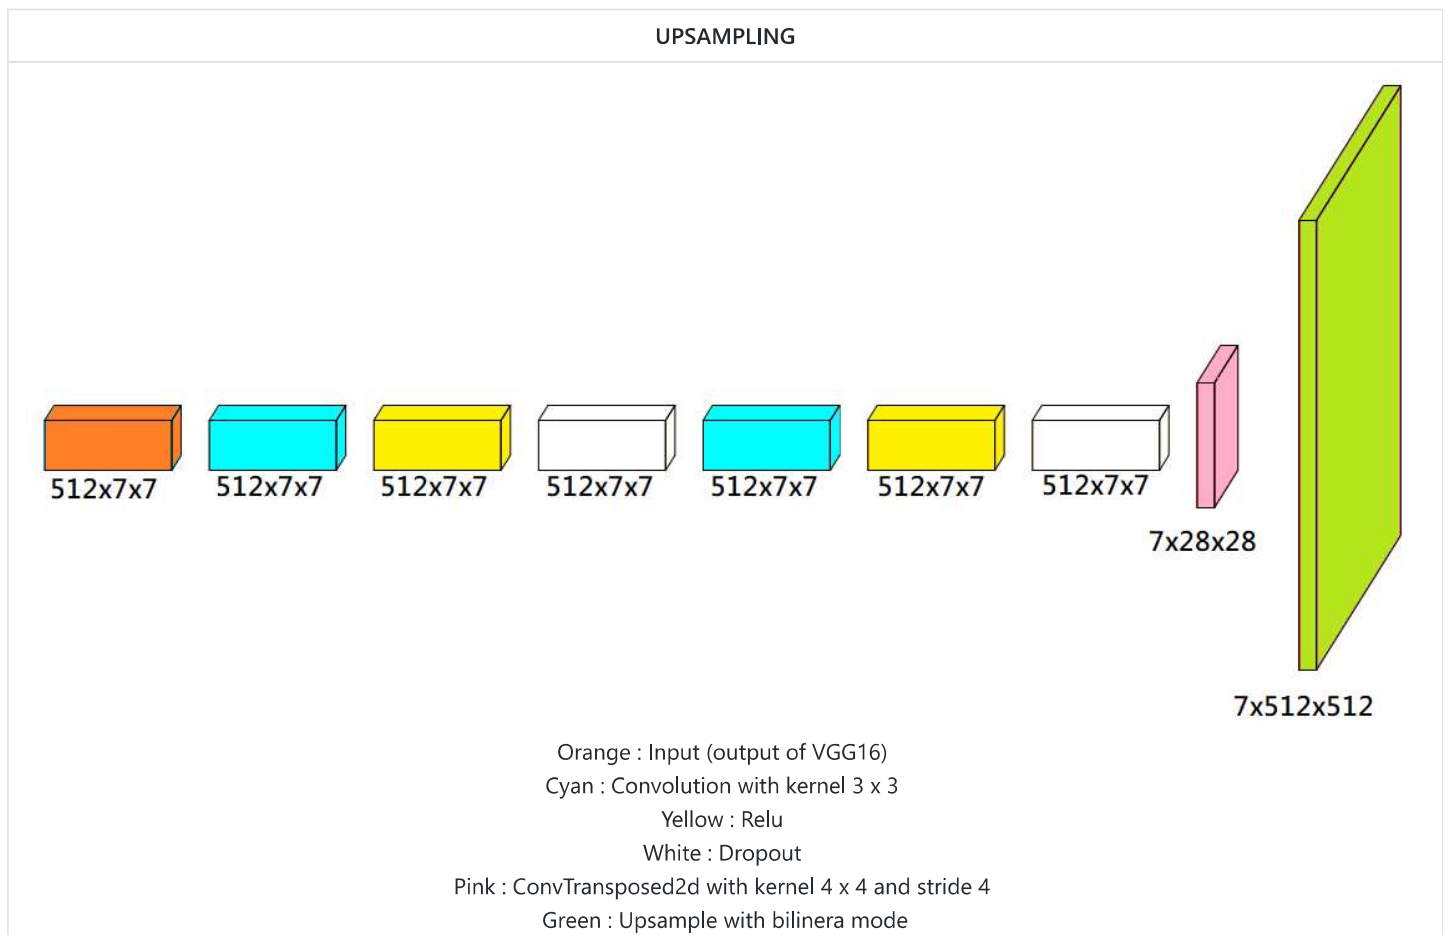 UPSAMPLING
512x7x7 512x7x7 512x7x7 512x7x7 512x7x7 512x7x7 512x7x7
7x28x28
7x512x512
Orange : Input (output of VGG16)
Cyan : Convolution with kernel 3 x 3
Yellow : Relu
White : Dropout
Pink : ConvTransposed2d with kernel 4 x 4 and stride 4
Green : Upsample with bilinera mode